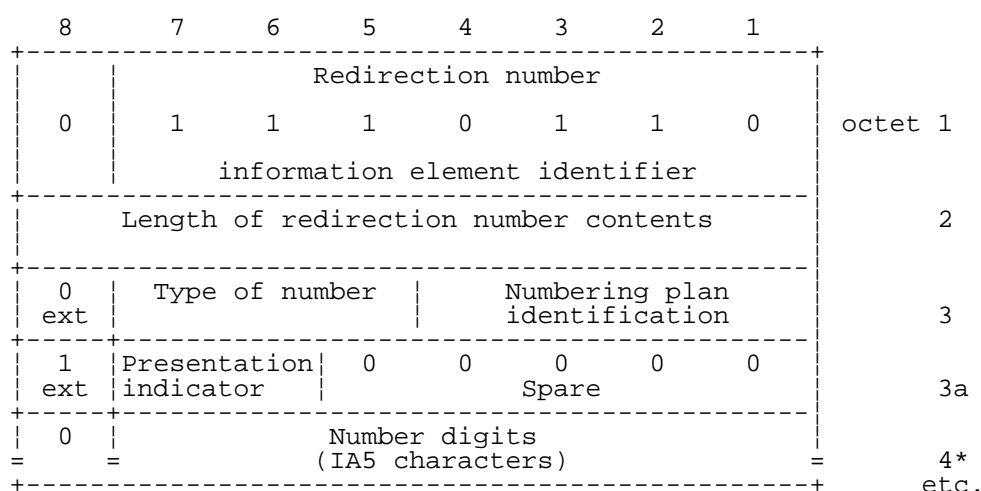 8 7 6 5 4 3 2 1
Redirection number
0 1 1 1 0 1 1 0 octet 1
information element identifier
Length of redirection number contents 2
0 Type of number Numbering plan
ext identification 3
1 Presentation 0 0 0 0 0
ext indicator Spare 3a
0 Number digits
= = (IA5 characters) = 4*
etc.